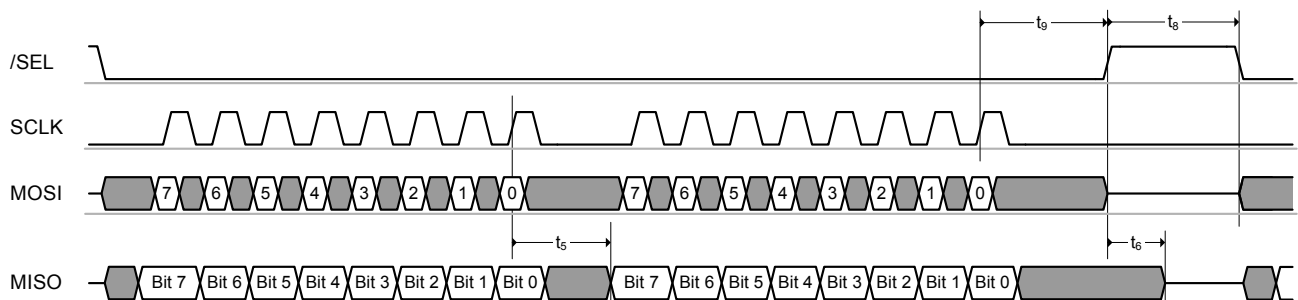 t₉ t₈
/SEL
SCLK
MOSI 7 6 5 4 3 2 1 0 7 6 5 4 3 2 1 0
t₅ t₆
MISO Bit 7 Bit 6 Bit 5 Bit 4 Bit 3 Bit 2 Bit 1 Bit 0 Bit 7 Bit 6 Bit 5 Bit 4 Bit 3 Bit 2 Bit 1 Bit 0